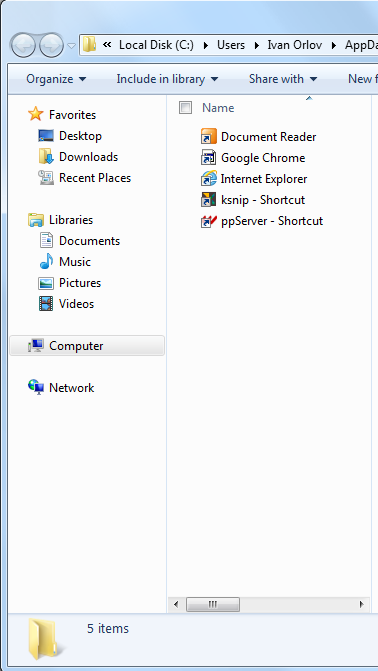 « Local Disk (C:) Users Ivan Orlov AppDa
Organize Include in library Share with New f
Name
Favorites
Desktop
Downloads
Recent Places
Libraries
Documents
Music
Pictures
Videos
Computer
Network
Document Reader
Google Chrome
Internet Explorer
ksnip - Shortcut
ppServer - Shortcut
5 items